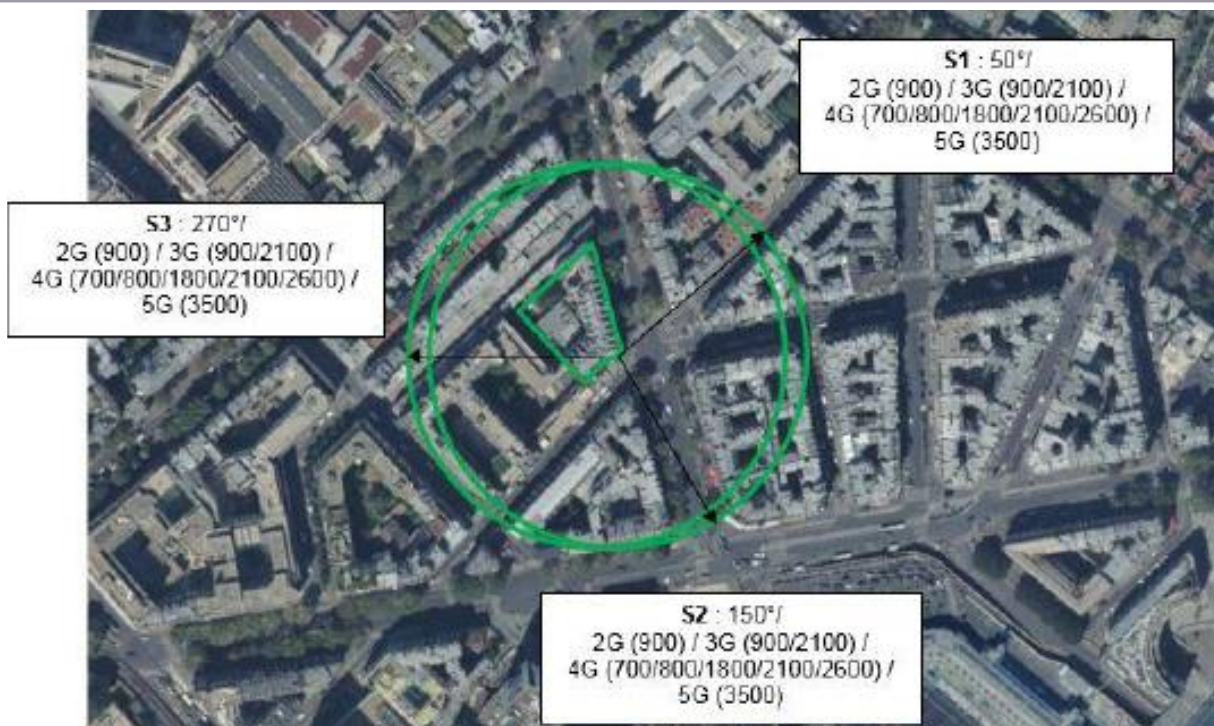 S1 : 50°/
2G (900) / 3G (900/2100) /
4G (700/800/1800/2100/2600) /
5G (3500)
S3 : 270°/
2G (900) / 3G (900/2100) /
4G (700/800/1800/2100/2600) /
5G (3500)
S2 : 150°/
2G (900) / 3G (900/2100) /
4G (700/800/1800/2100/2600) /
5G (3500)